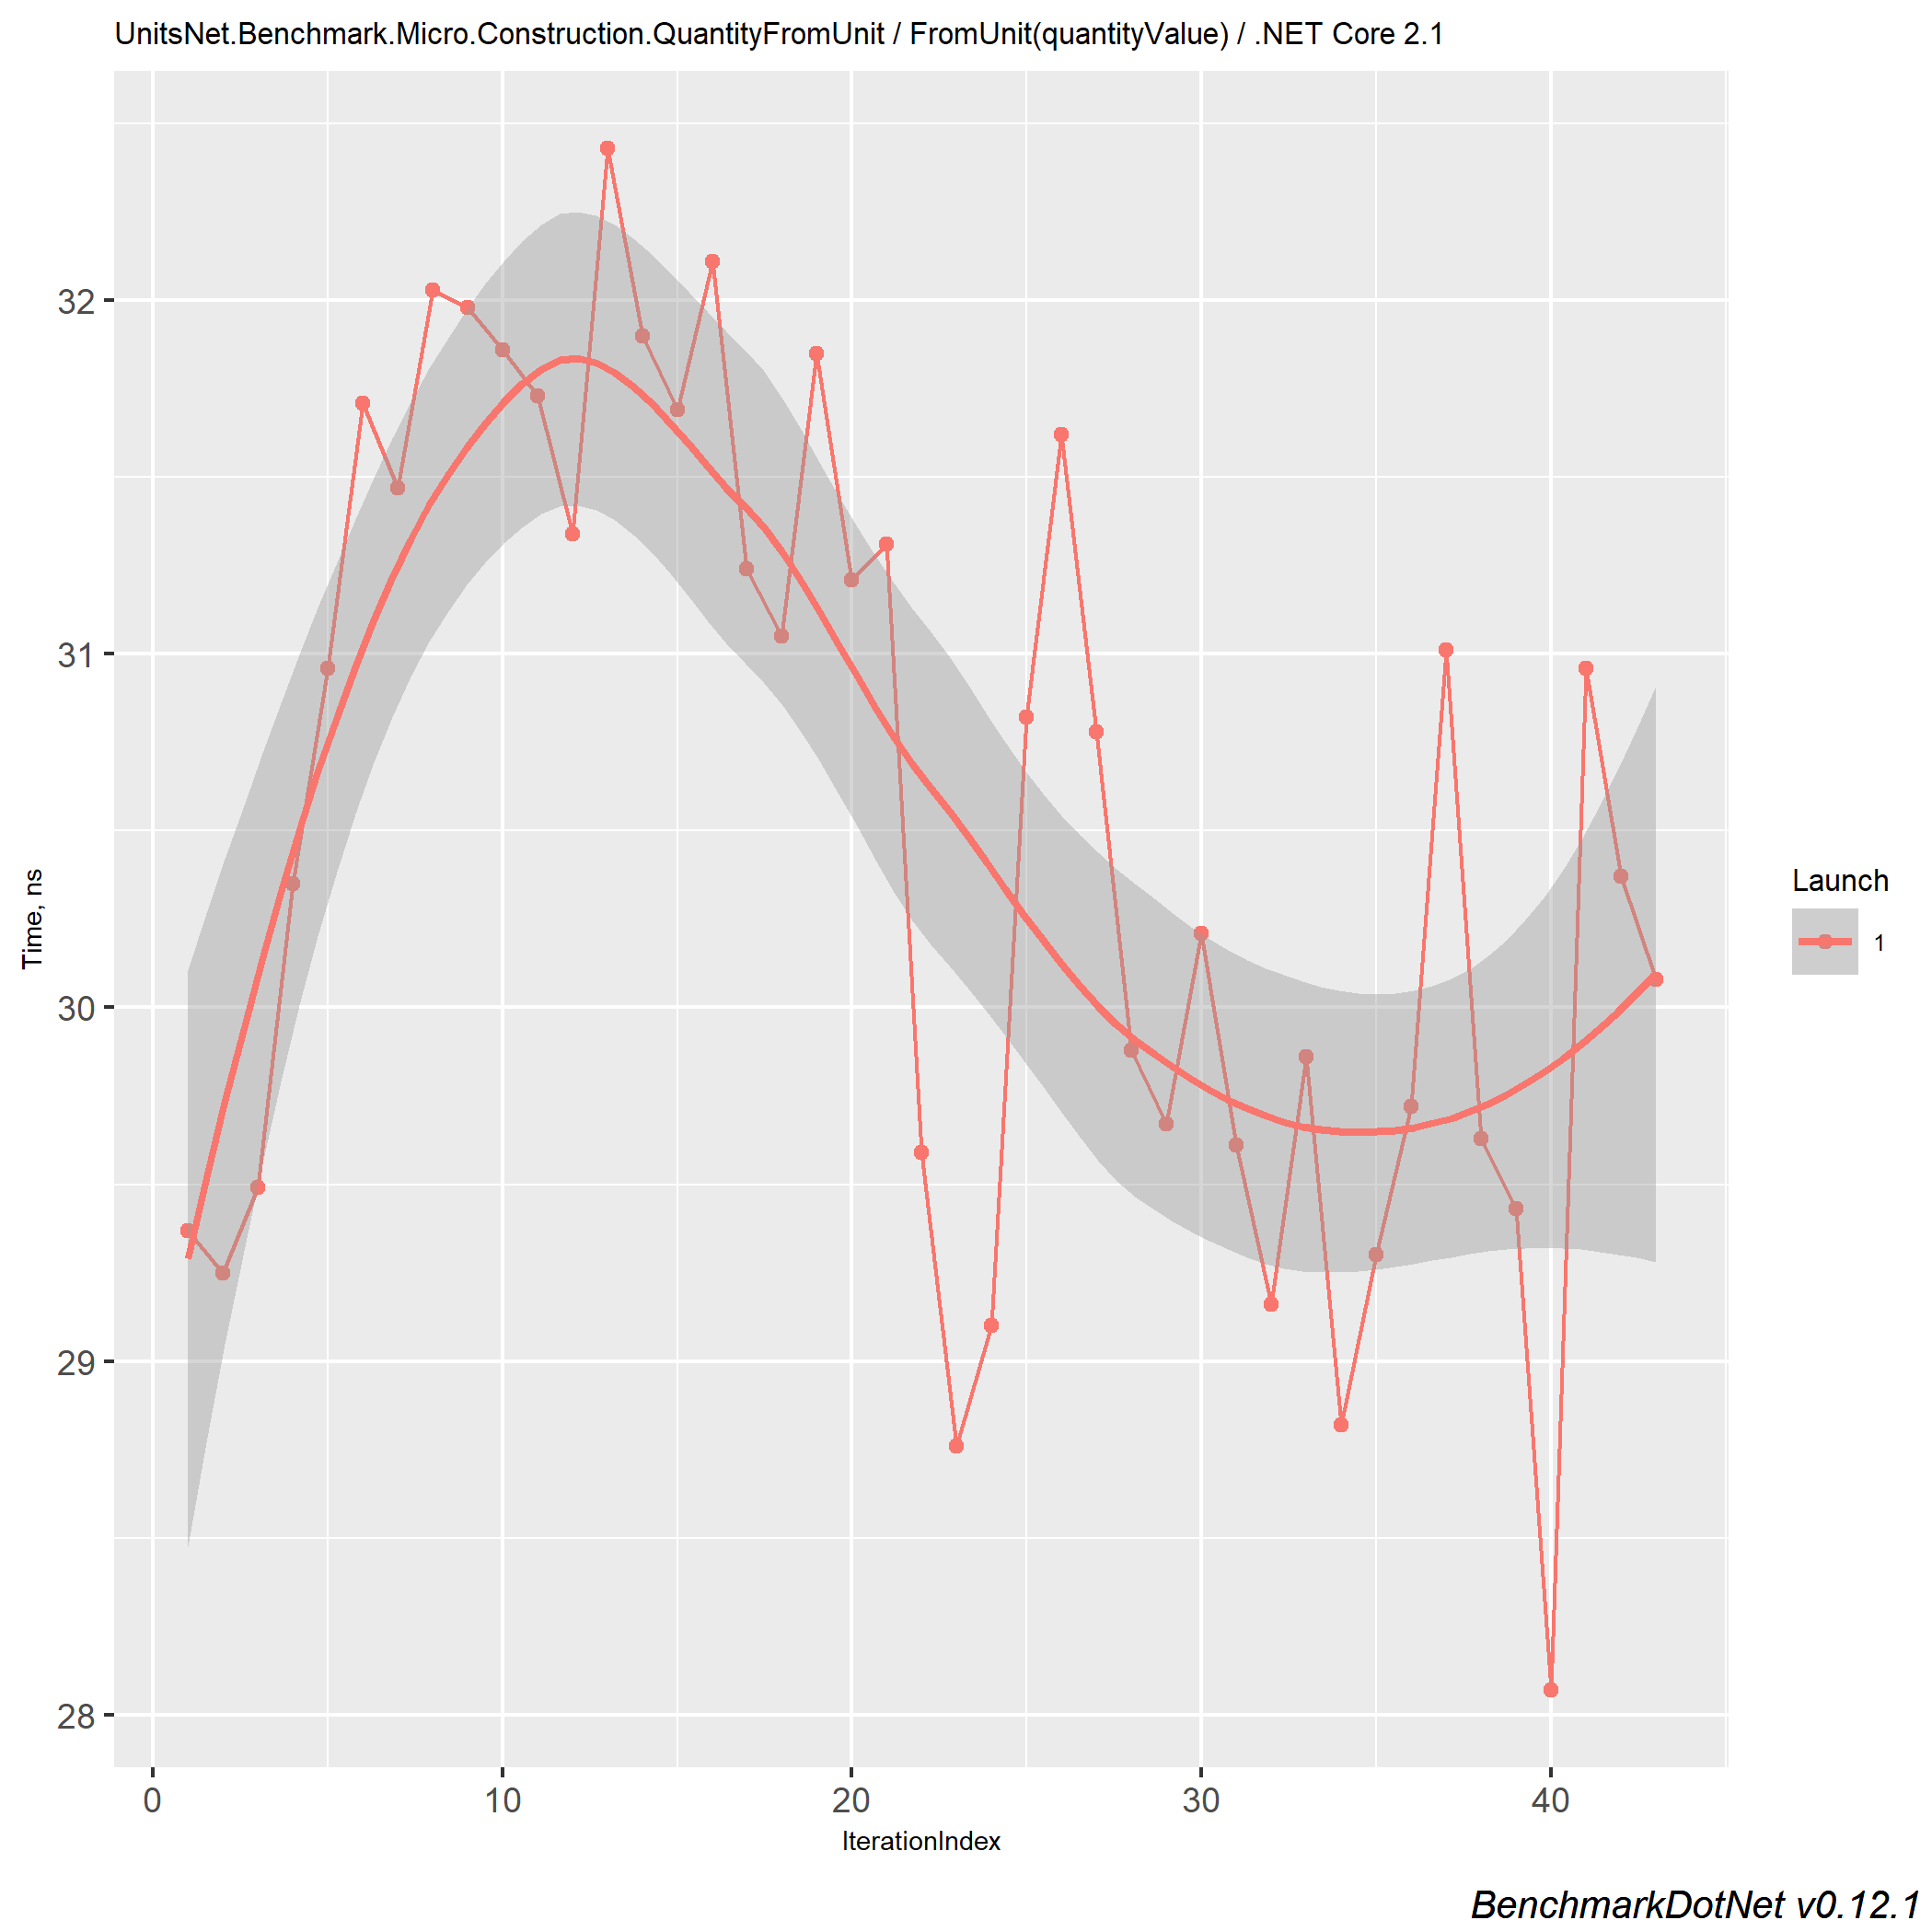 UnitsNet.Benchmark.Micro.Construction.QuantityFromUnit / FromUnit(quantityValue) / .NET Core 2.1
32
31
30
29
28
Time, ns
0 10 20 30 40
IterationIndex
Launch
1
BenchmarkDotNet v0.12.1